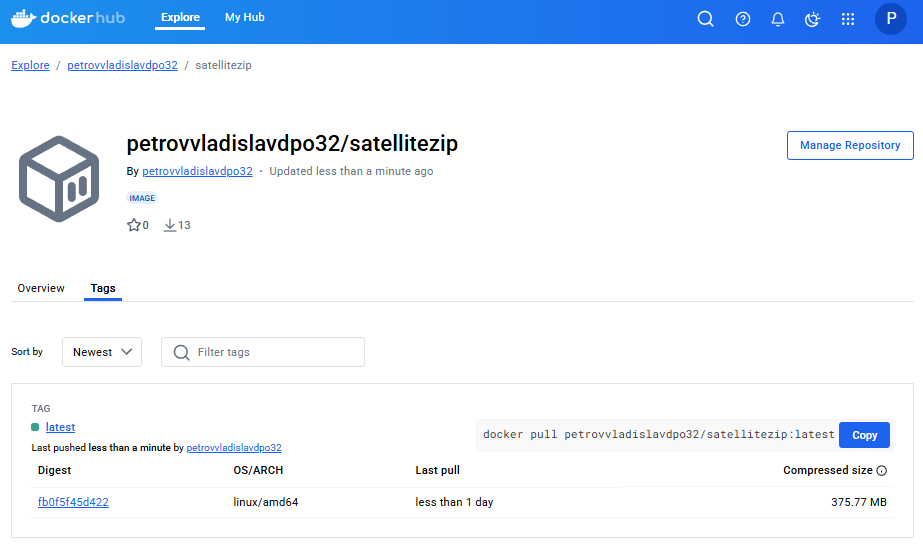 dockerhub Explore My Hub P
Explore / petrovvladislavdpo32 / satellitezip
petrovvladislavdpo32/satellitezip
Manage Repository
By petrovvladislavdpo32 · Updated less than a minute ago
IMAGE
0 13
Overview Tags
Sort by Newest Filter tags
TAG
latest
docker pull petrovvladislavdpo32/satellitezip:latest Copy
Last pushed less than a minute by petrovvladislavdpo32
Digest OS/ARCH Last pull Compressed size
fb0f5f45d422 linux/amd64 less than 1 day 375.77 MB